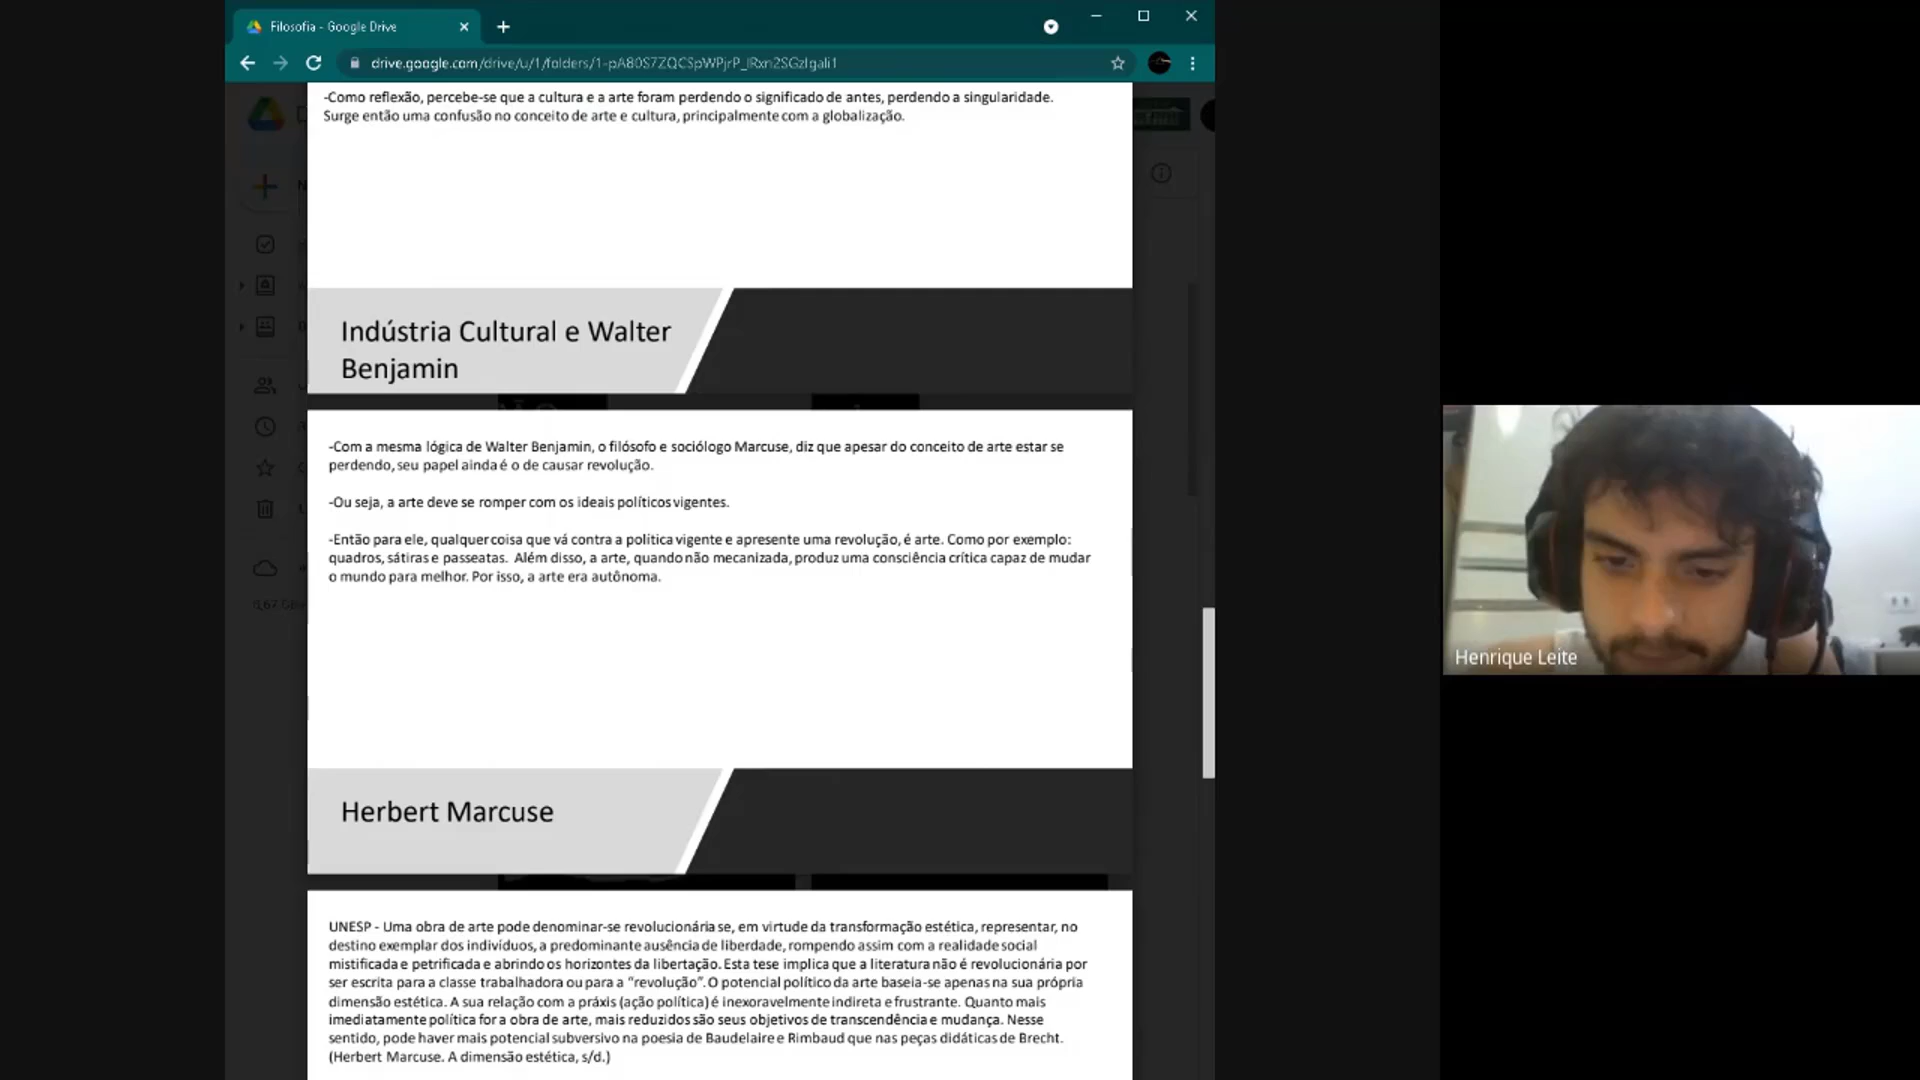 Filosofia - Google Drive
drive.google.com/drive/u/1/folders/1-pA80S7ZQCSpWPjrP_lRxn2SGzlgali1
-Como reflexão, percebe-se que a cultura e a arte foram perdendo o significado de antes, perdendo a singularidade.
Surge então uma confusão no conceito de arte e cultura, principalmente com a globalização.
Indústria Cultural e Walter
Benjamin
-Com a mesma lógica de Walter Benjamin, o filósofo e sociólogo Marcuse, diz que apesar do conceito de arte estar se
perdendo, seu papel ainda é o de causar revolução.
-Ou seja, a arte deve se romper com os ideais políticos vigentes.
-Então para ele, qualquer coisa que vá contra a política vigente e apresente uma revolução, é arte. Como por exemplo:
quadros, sátiras e passeatas. Além disso, a arte, quando não mecanizada, produz uma consciência crítica capaz de mudar
o mundo para melhor. Por isso, a arte era autônoma.
Herbert Marcuse
UNESP - Uma obra de arte pode denominar-se revolucionária se, em virtude da transformação estética, representar, no
destino exemplar dos indivíduos, a predominante ausência de liberdade, rompendo assim com a realidade social
mistificada e petrificada e abrindo os horizontes da libertação. Esta tese implica que a literatura não é revolucionária por
ser escrita para a classe trabalhadora ou para a “revolução”. O potencial político da arte baseia-se apenas na sua própria
dimensão estética. A sua relação com a práxis (ação política) é inexoravelmente indireta e frustrante. Quanto mais
imediatamente política for a obra de arte, mais reduzidos são seus objetivos de transcendência e mudança. Nesse
sentido, pode haver mais potencial subversivo na poesia de Baudelaire e Rimbaud que nas peças didáticas de Brecht.
(Herbert Marcuse. A dimensão estética, s/d.)
Henrique Leite